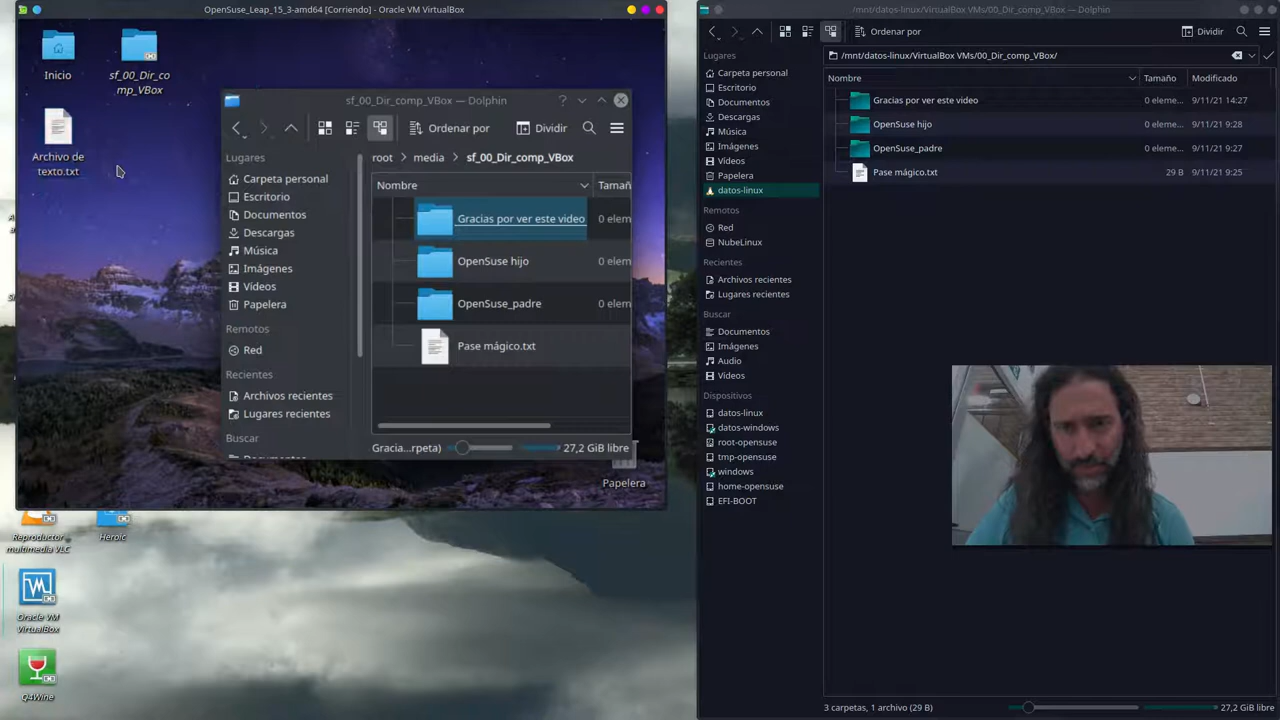 OpenSuse_Leap_15_3-amd64 [Corriendo] - Oracle VM VirtualBox
Inicio
sf_00_Dir_co
mp_VBox
Archivo de
texto.txt
sf_00_Dir_comp_VBox — Dolphin
Ordenar por
Dividir
Lugares
Carpeta personal
Escritorio
Documentos
Descargas
Música
Imágenes
Vídeos
Papelera
Remotos
Red
Recientes
Archivos recientes
Lugares recientes
Buscar
root > media > sf_00_Dir_comp_VBox
Nombre Tamañ
Gracias por ver este video 0 elem
OpenSuse hijo 0 elem
OpenSuse_padre 0 elem
Pase mágico.txt
Gracia...rpeta) 27,2 GiB libre
Papelera
Reproductor
multimedia VLC
Heroic
Oracle VM
VirtualBox
Q4Wine
/mnt/datos-linux/VirtualBox VMs/00_Dir_comp_VBox — Dolphin
Ordenar por
Dividir
Lugares
Carpeta personal
Escritorio
Documentos
Descargas
Música
Imágenes
Vídeos
Papelera
datos-linux
Remotos
Red
NubeLinux
Recientes
Archivos recientes
Lugares recientes
Buscar
Documentos
Imágenes
Audio
Vídeos
Dispositivos
datos-linux
datos-windows
root-opensuse
tmp-opensuse
windows
home-opensuse
EFI-BOOT
/mnt/datos-linux/VirtualBox VMs/00_Dir_comp_VBox/
Nombre Tamaño Modificado
Gracias por ver este video 0 eleme... 9/11/21 14:27
OpenSuse hijo 0 eleme... 9/11/21 9:28
OpenSuse_padre 0 eleme... 9/11/21 9:27
Pase mágico.txt 29 B 9/11/21 9:25
3 carpetas, 1 archivo (29 B) 27,2 GiB libre